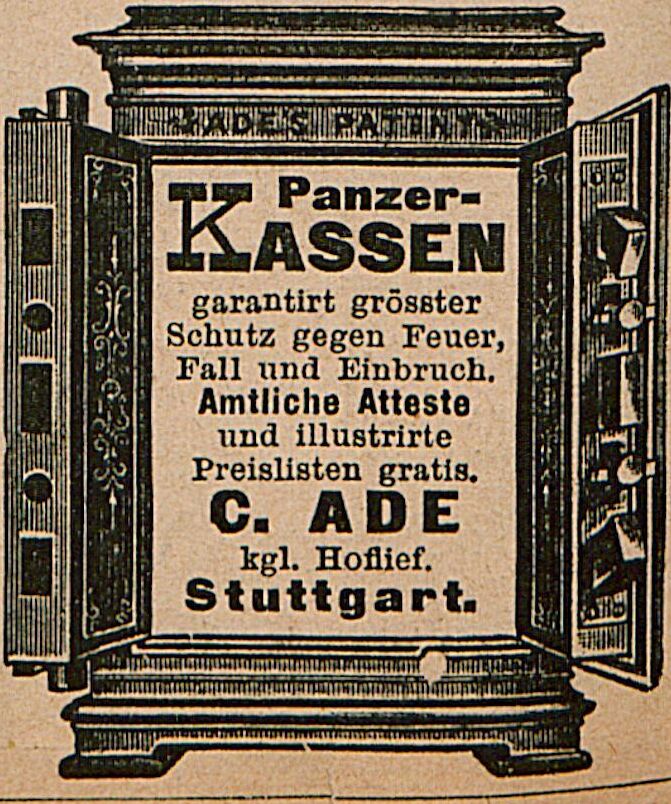 ADE'S PATENT
Panzer-
KASSEN
garantirt grösster
Schutz gegen Feuer,
Fall und Einbruch.
Amtliche Atteste
und illustrirte
Preislisten gratis.
C. ADE
kgl. Hoflief.
Stuttgart.